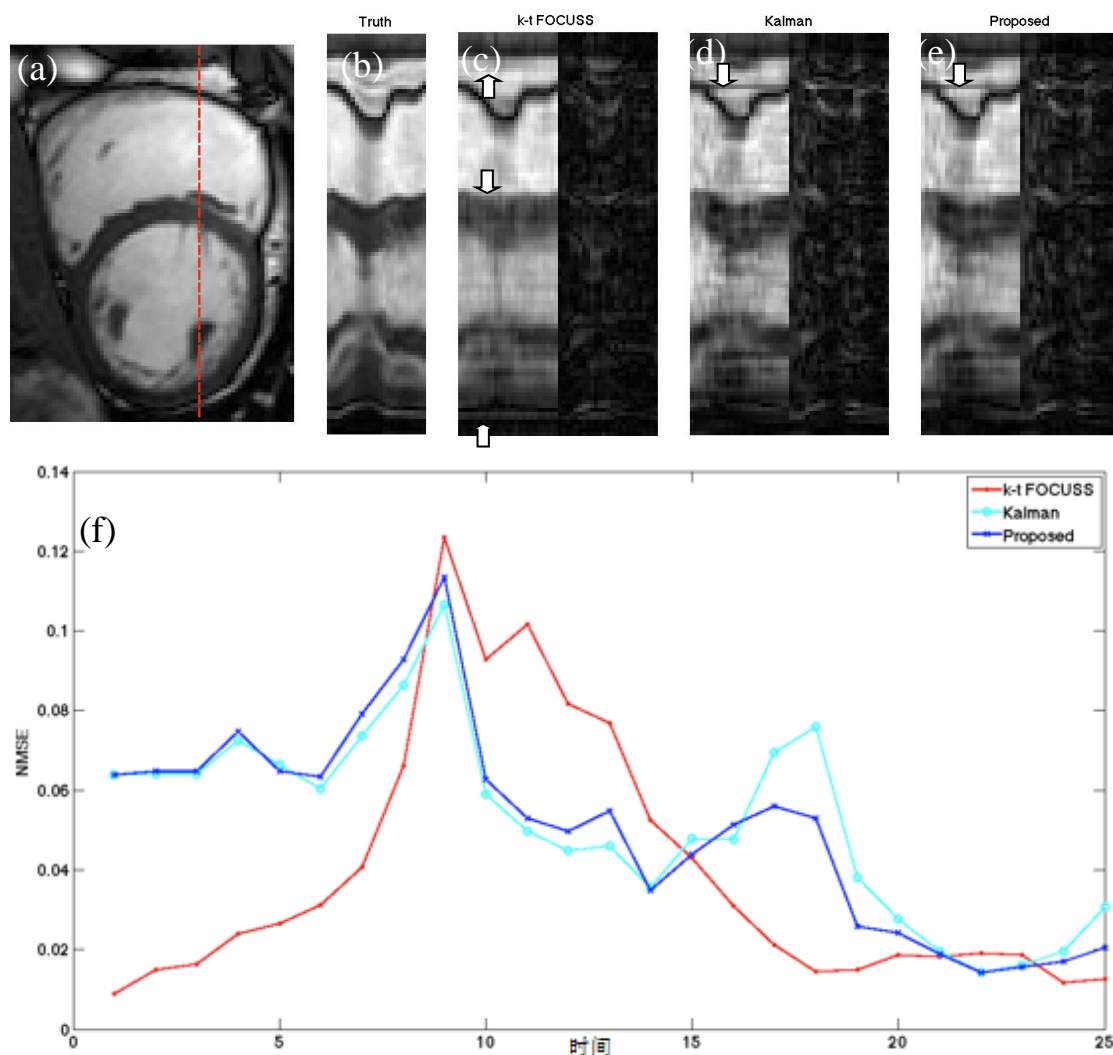 Truth
k-t FOCUSS
Kalman
Proposed
(a)
(b)
(c)
(d)
(e)
(f)
k-t FOCUSS
Kalman
Proposed
NMSE
0.14
0.12
0.1
0.08
0.06
0.04
0.02
0
0 5 10 15 20 25
时间